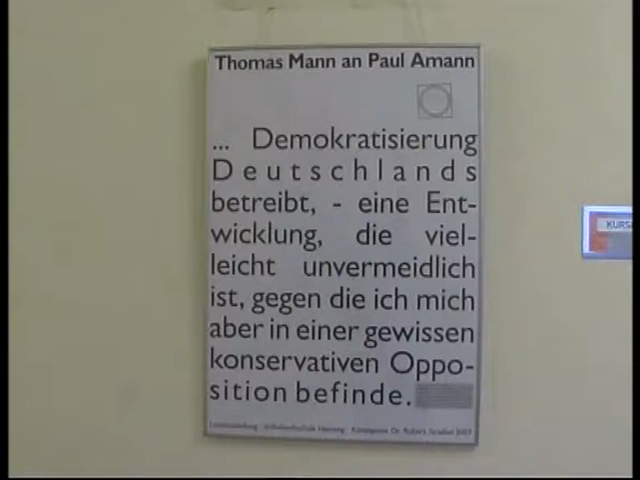 Thomas Mann an Paul Amann
... Demokratisierung
Deutschlands
betreibt, - eine Ent-
wicklung, die viel-
leicht unvermeidlich
ist, gegen die ich mich
aber in einer gewissen
konservativen Oppo-
sition befinde.